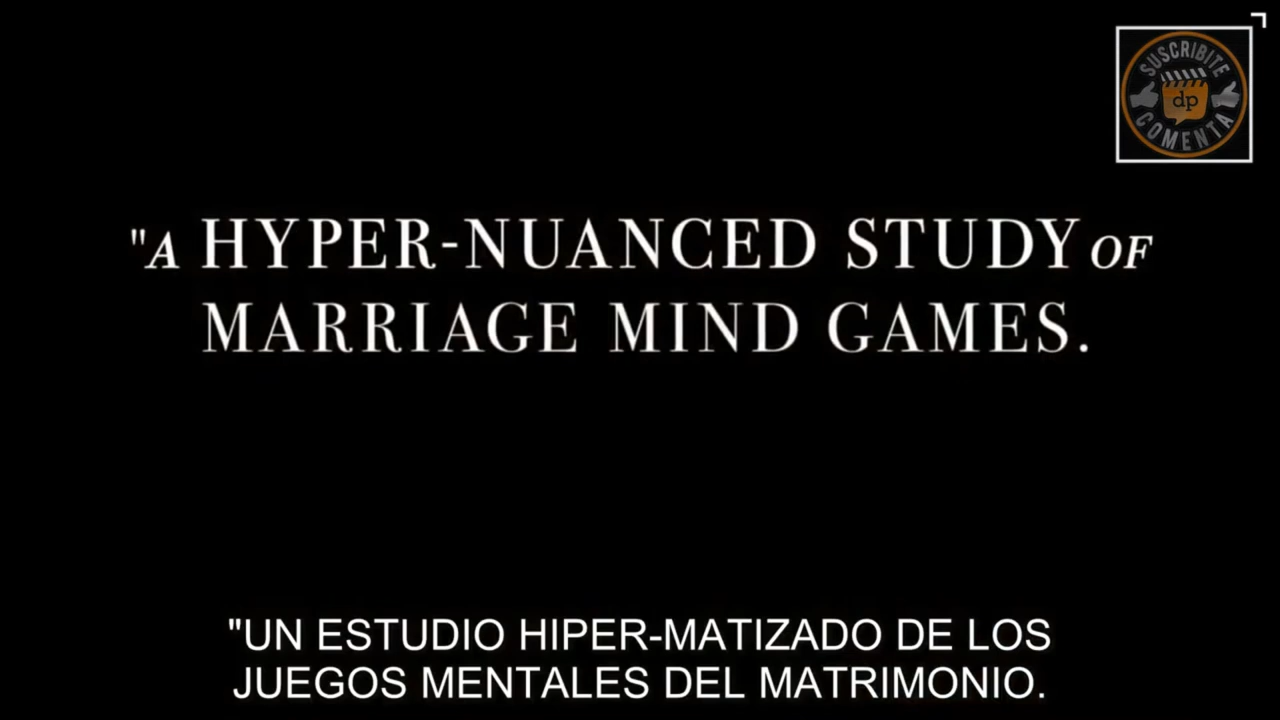 SUSCRIBITE
dp
COMENTA
"A HYPER-NUANCED STUDY OF
MARRIAGE MIND GAMES.
"UN ESTUDIO HIPER-MATIZADO DE LOS
JUEGOS MENTALES DEL MATRIMONIO.